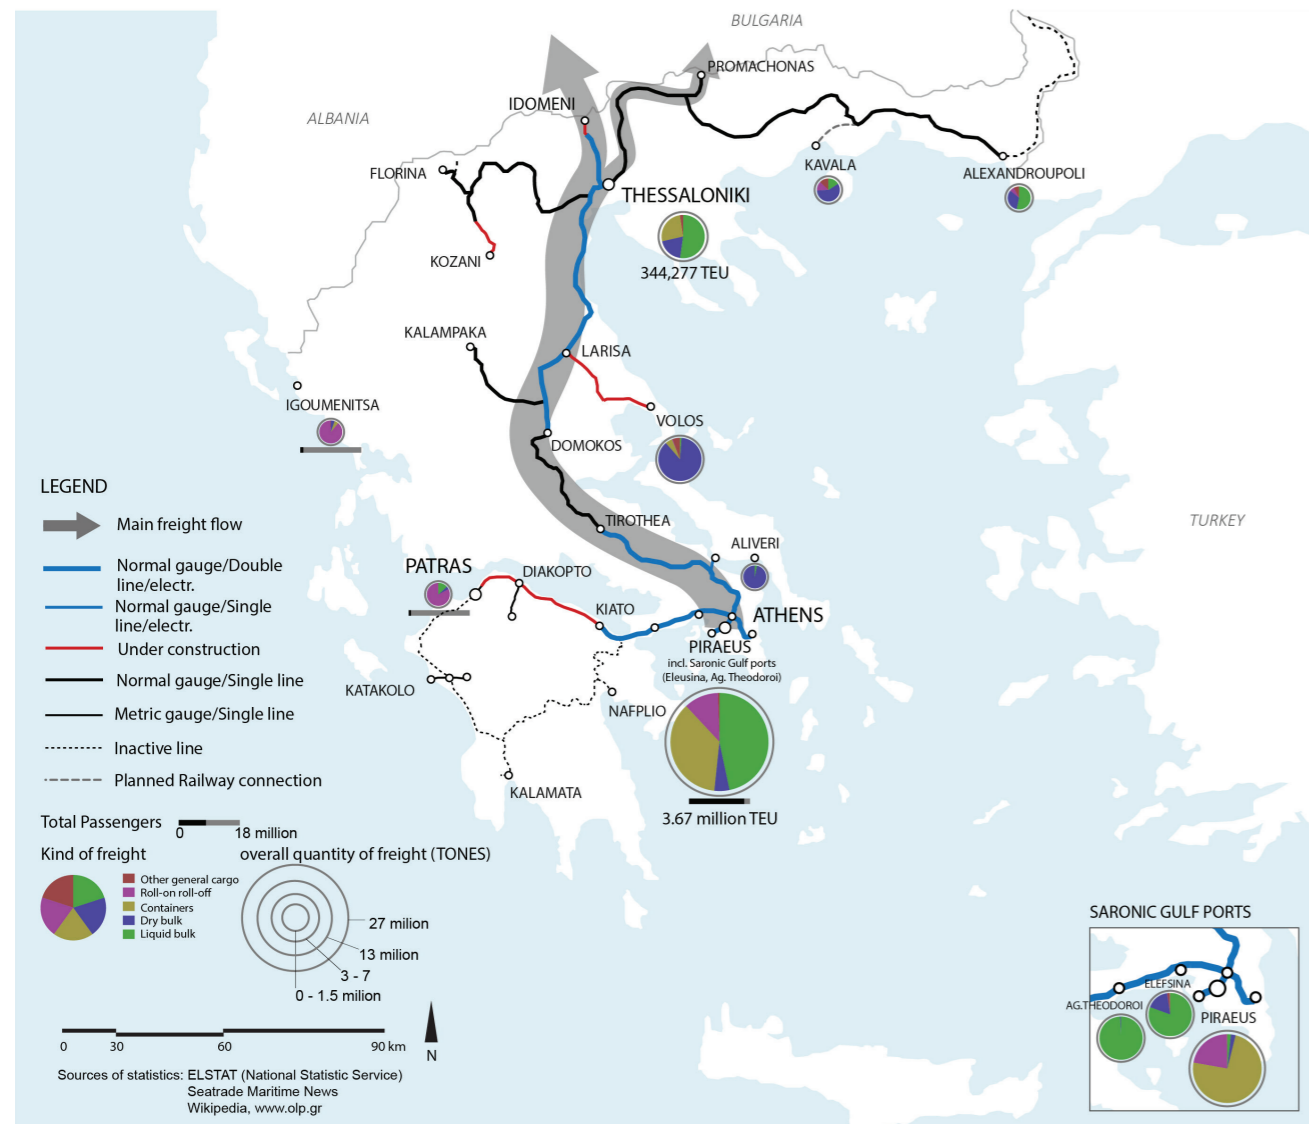 BULGARIA
PROMACHONAS
IDOMENI
ALBANIA
FLORINA
KAVALA
ALEXANDROUPOLI
THESSALONIKI
KOZANI
344,277 TEU
KALAMPAKA
LARISA
IGOUMENITSA
VOLOS
DOMOKOS
TIROTHEA
TURKEY
ALIVERI
PATRAS
DIAKOPTO
KIATO
ATHENS
PIRAEUS
incl. Saronic Gulf ports
(Eleusina, Ag. Theodoroi)
KATAKOLO
NAFPLIO
KALAMATA
3.67 million TEU
LEGEND
Main freight flow
Normal gauge/Double
line/electr.
Normal gauge/Single
line/electr.
Under construction
Normal gauge/Single line
Metric gauge/Single line
Inactive line
Planned Railway connection
Total Passengers
0 18 million
Kind of freight
Other general cargo
Roll-on roll-off
Containers
Dry bulk
Liquid bulk
overall quantity of freight (TONES)
27 milion
13 milion
3 - 7
0 - 1.5 milion
0 30 60 90 km
N
Sources of statistics: ELSTAT (National Statistic Service)
Seatrade Maritime News
Wikipedia, www.olp.gr
SARONIC GULF PORTS
ELEFSINA
AG.THEODOROI
PIRAEUS